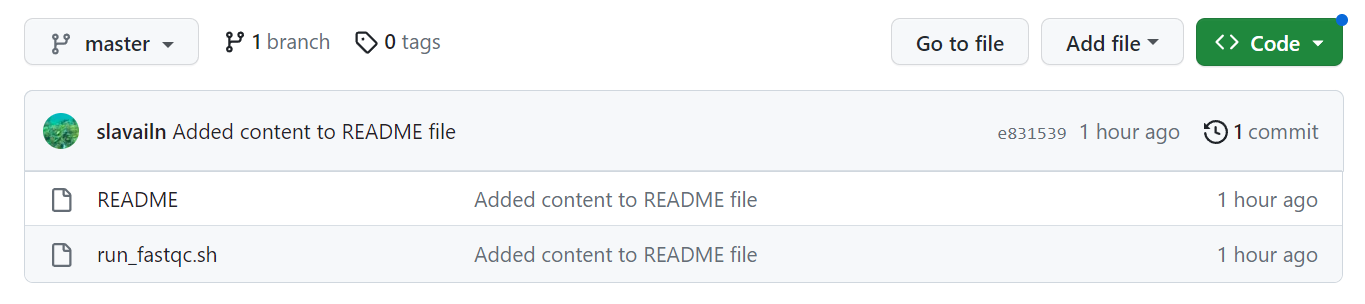 master 1 branch 0 tags Go to file Add file Code
slavailn Added content to README file e831539 1 hour ago 1 commit
README Added content to README file 1 hour ago
run_fastqc.sh Added content to README file 1 hour ago